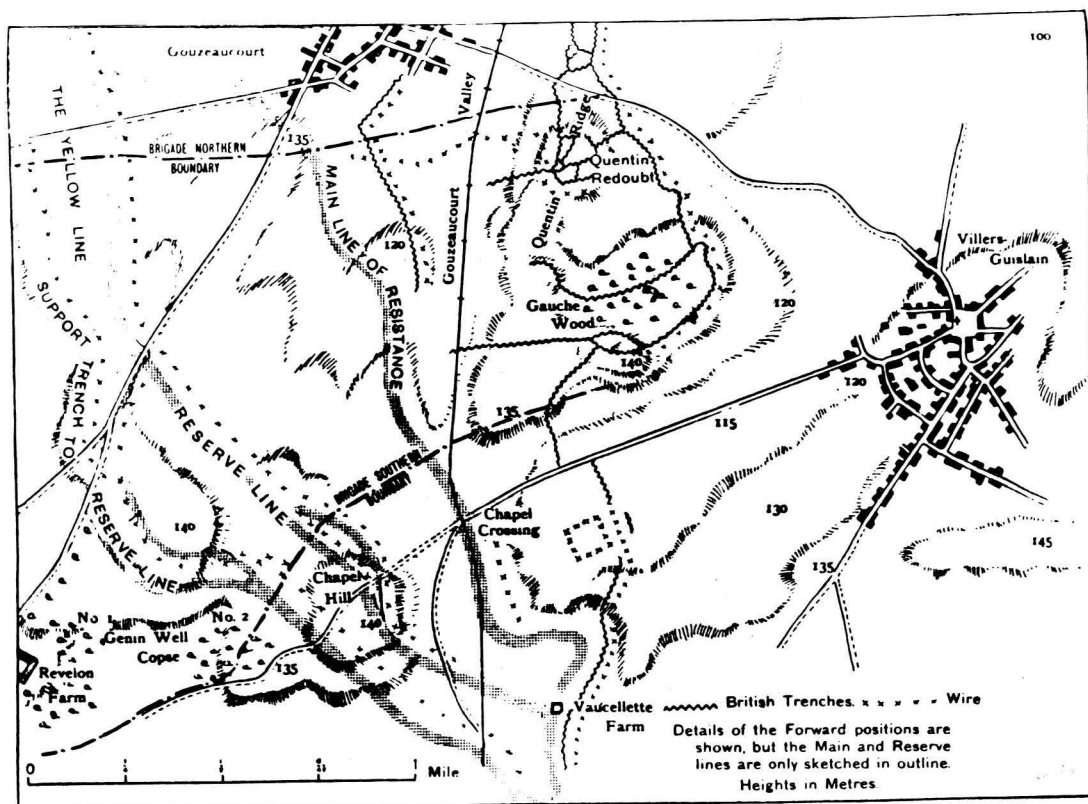 Gouzeaucourt
100
THE YELLOW LINE
Valley
Ridge
135
BRIGADE NORTHERN
BOUNDARY
Quentin
Redoubt
MAIN LINE OF RESISTANCE
120
Gouzeaucourt
Quentin
Villers-
Guislain
SUPPORT TRENCH TO
RESERVE LINE
Gauche
Wood
120
140
120
135
115
RESERVE LINE
BRIGADE SOUTHERN
BOUNDARY
Chapel
Crossing
130
140
145
Chapel
Hill
135
No 1
No. 2
140
Genin Well
Copse
135
Revelon
Farm
Vaucellette
Farm
British Trenches.
Wire
Details of the Forward positions are
shown, but the Main and Reserve
lines are only sketched in outline.
Heights in Metres
0
1
Mile